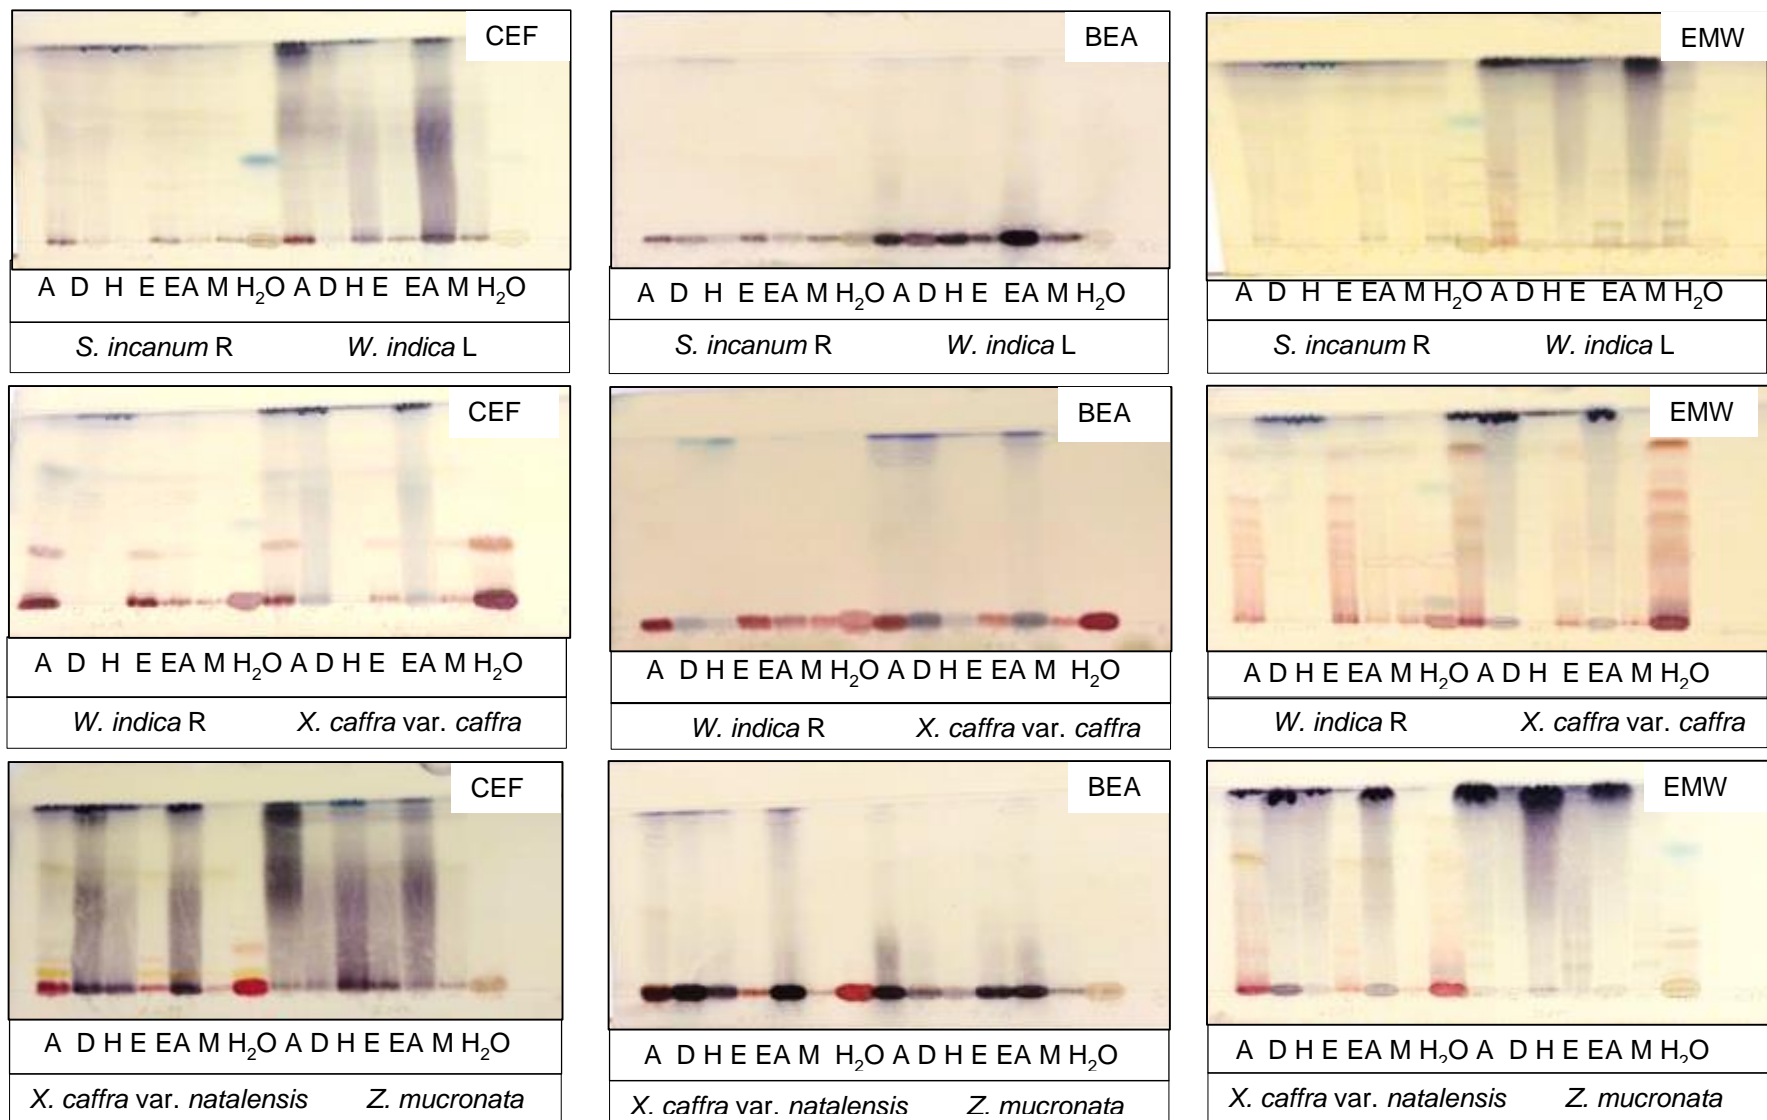 CEF
A D H E EA M H₂O A D H E EA M H₂O
S. incanum R W. indica L
BEA
A D H E EA M H₂O A D H E EA M H₂O
S. incanum R W. indica L
EMW
A D H E EA M H₂O A D H E EA M H₂O
S. incanum R W. indica L
CEF
A D H E EA M H₂O A D H E EA M H₂O
W. indica R X. caffra var. caffra
BEA
A D H E EA M H₂O A D H E EA M H₂O
W. indica R X. caffra var. caffra
EMW
A D H E EA M H₂O A D H E EA M H₂O
W. indica R X. caffra var. caffra
CEF
A D H E EA M H₂O A D H E EA M H₂O
X. caffra var. natalensis Z. mucronata
BEA
A D H E EA M H₂O A D H E EA M H₂O
X. caffra var. natalensis Z. mucronata
EMW
A D H E EA M H₂O A D H E EA M H₂O
X. caffra var. natalensis Z. mucronata